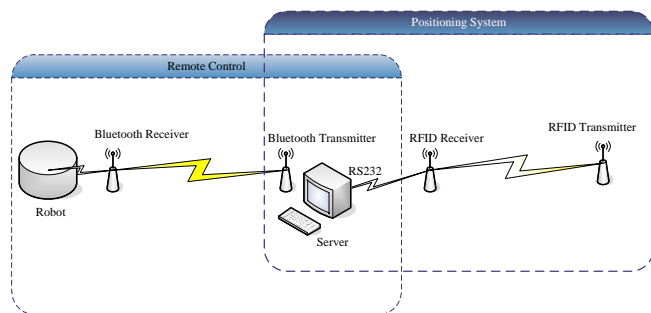 Positioning System
Remote Control
Bluetooth Receiver
Bluetooth Transmitter
RFID Receiver
RFID Transmitter
RS232
Robot
Server